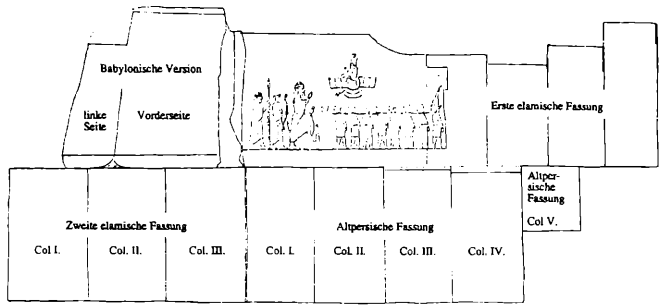 Babylonische Version
linke
Seite
Vorderseite
Erste elamische Fassung
Altper-
sische
Fassung
Col V.
Zweite elamische Fassung
Col I.
Col. II.
Col. III.
Altpersische Fassung
Col. I.
Col. II.
Col. III.
Col. IV.